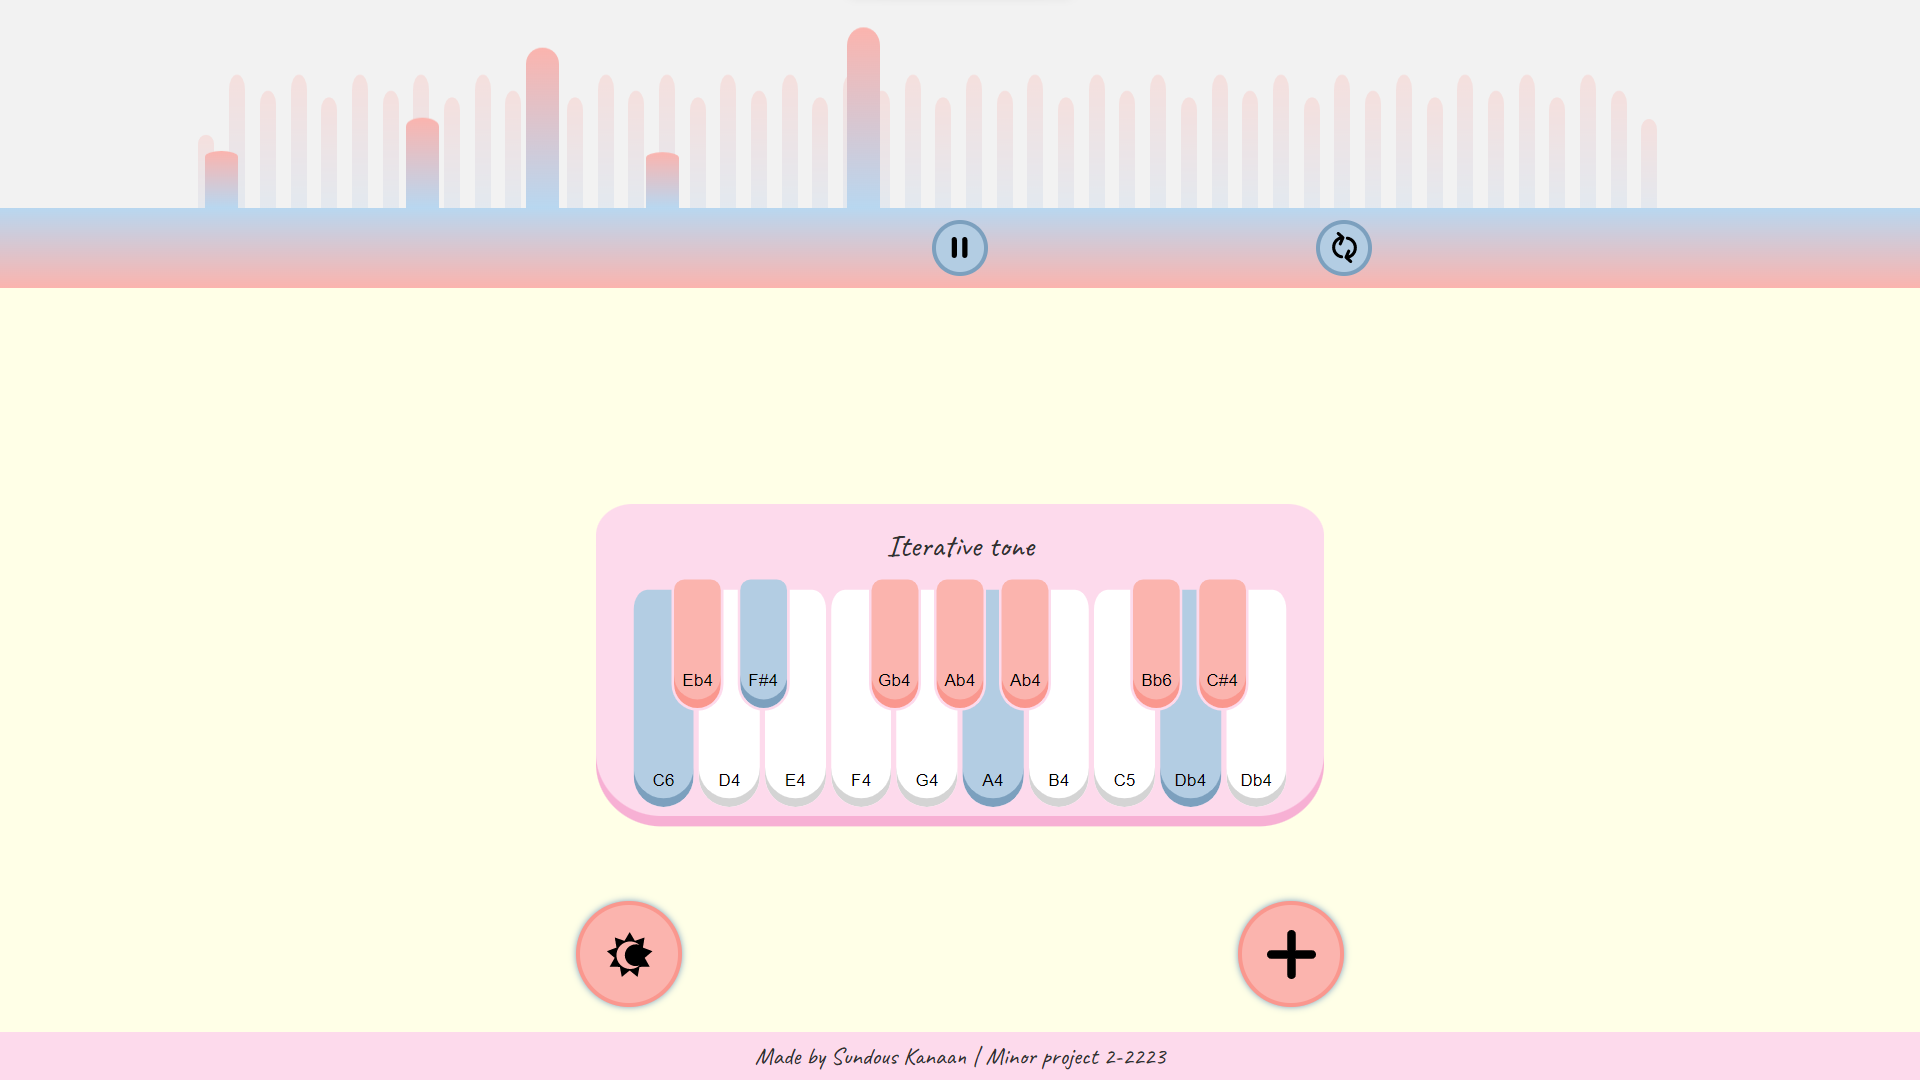 Iterative tone
Eb4 F#4 Gb4 Ab4 Ab4 Bb6 C#4
C6 D4 E4 F4 G4 A4 B4 C5 Db4 Db4
Made by Sundous Kanaan | Minor project 2-2223